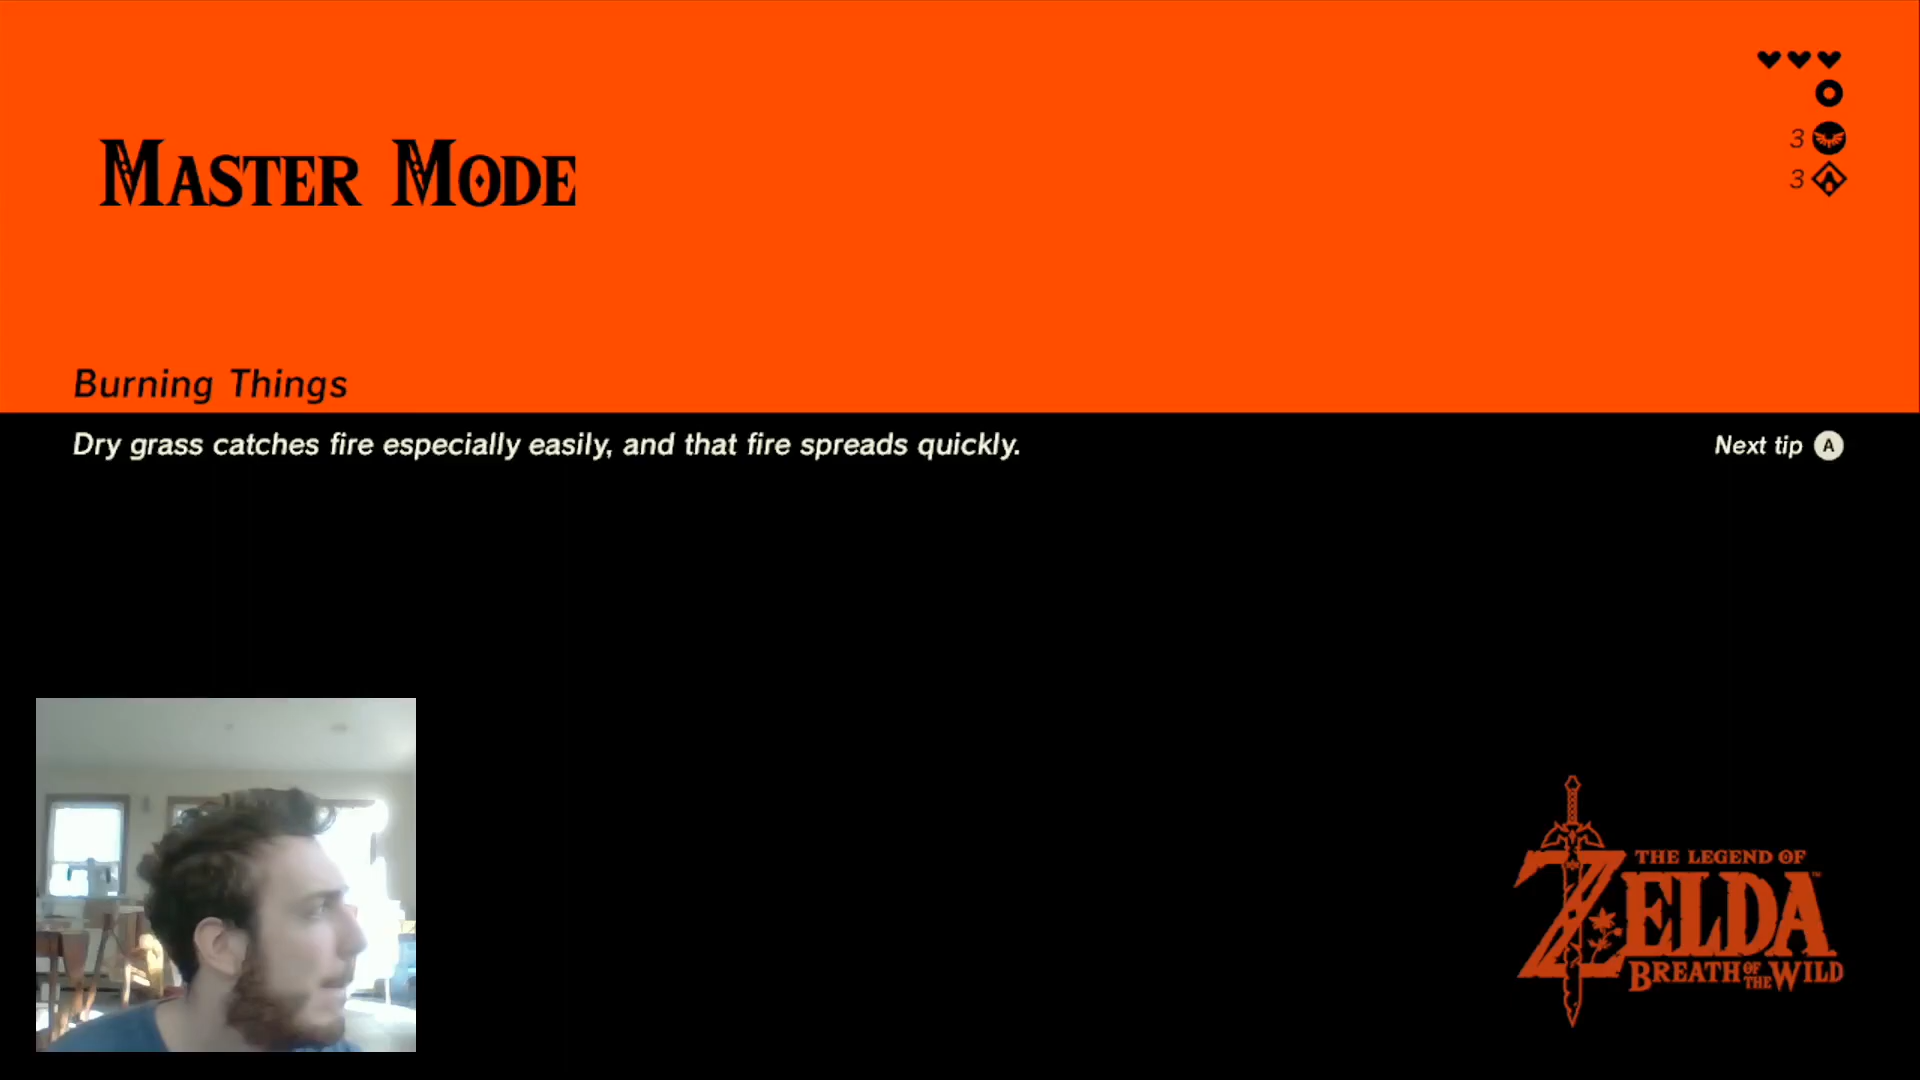 Master Mode
3
3
Burning Things
Dry grass catches fire especially easily, and that fire spreads quickly.
Next tip A
THE LEGEND OF
ZELDA™
BREATH OF THE WILD